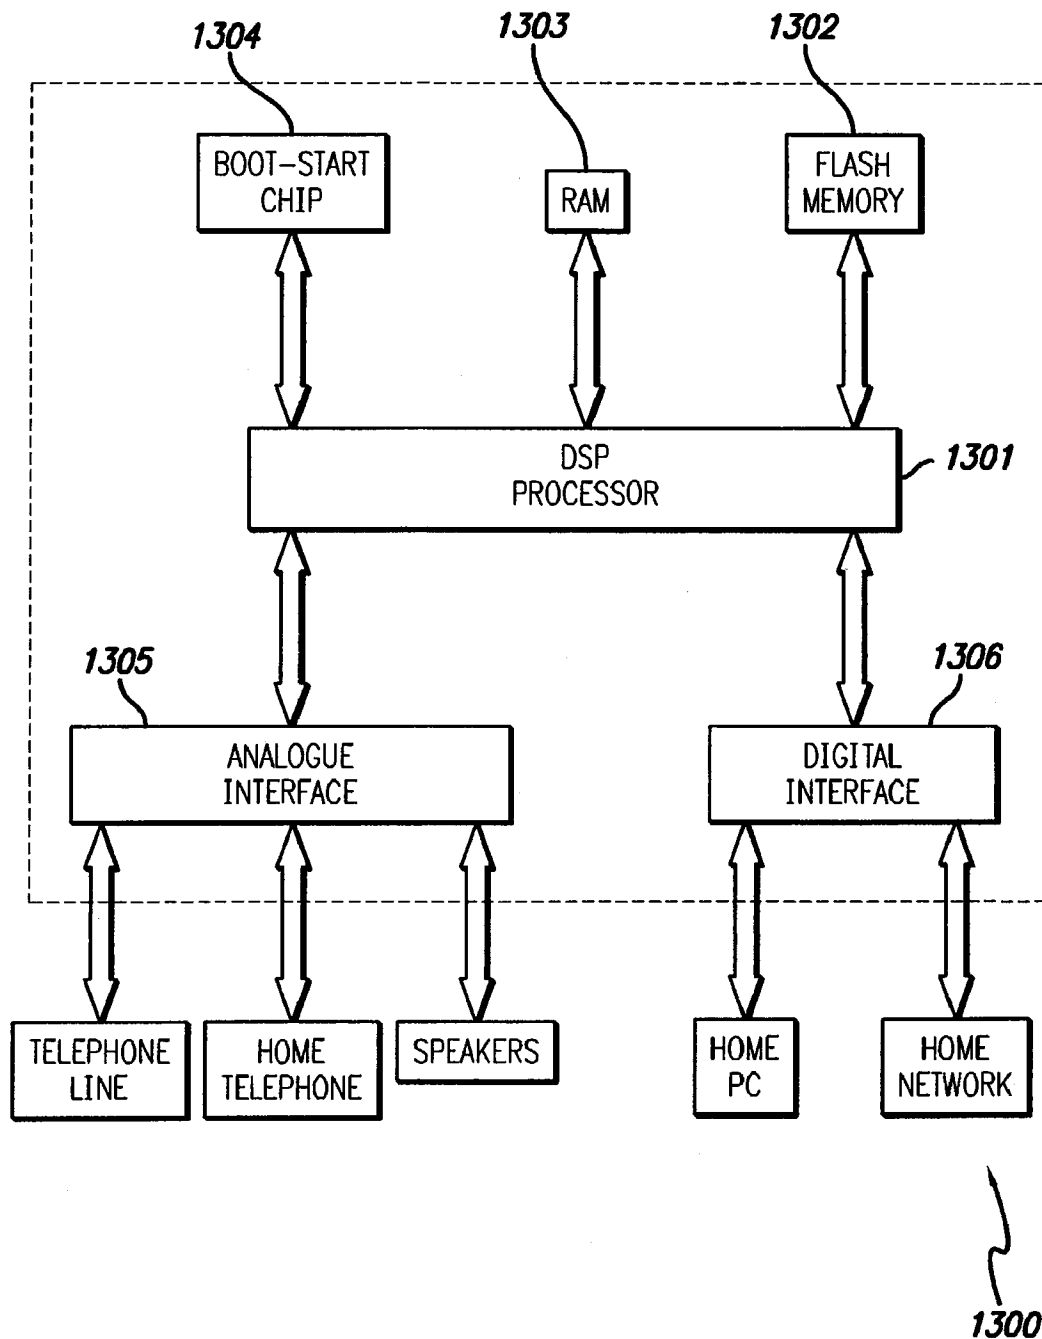 1304
1303
1302
BOOT-START
CHIP
RAM
FLASH
MEMORY
DSP
PROCESSOR
1301
1305
1306
ANALOGUE
INTERFACE
DIGITAL
INTERFACE
TELEPHONE
LINE
HOME
TELEPHONE
SPEAKERS
HOME
PC
HOME
NETWORK
1300